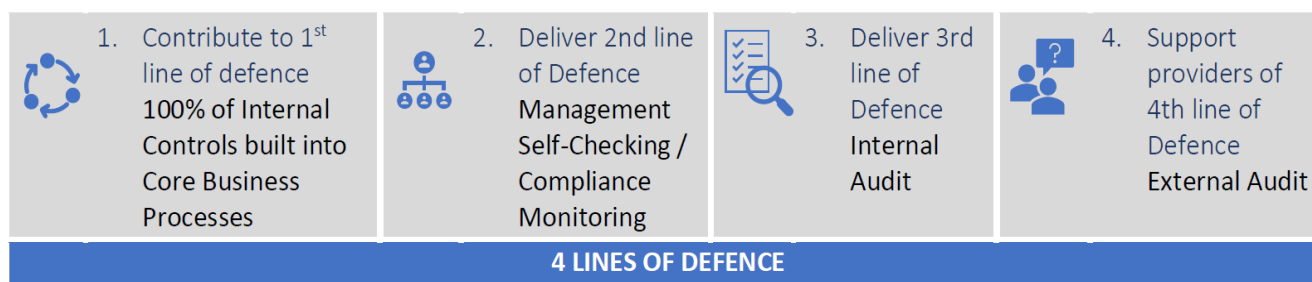 1. Contribute to 1st
line of defence
100% of Internal
Controls built into
Core Business
Processes
2. Deliver 2nd line
of Defence
Management
Self-Checking /
Compliance
Monitoring
3. Deliver 3rd
line of
Defence
Internal
Audit
?
4. Support
providers of
4th line of
Defence
External Audit
4 LINES OF DEFENCE